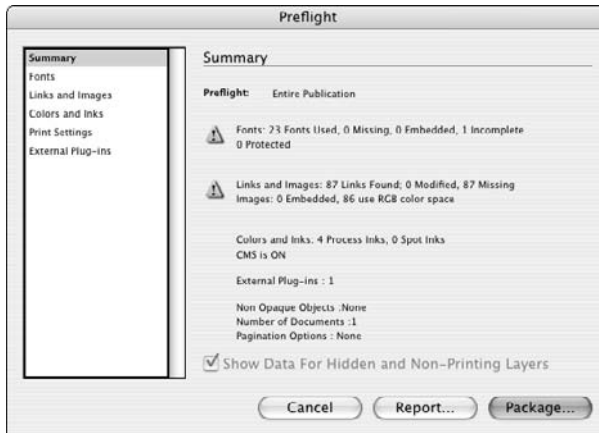 Preflight
Summary
Fonts
Links and Images
Colors and Inks
Print Settings
External Plug-ins
Summary
Preflight: Entire Publication
Fonts: 23 Fonts Used, 0 Missing, 0 Embedded, 1 Incomplete
0 Protected
Links and Images: 87 Links Found; 0 Modified, 87 Missing
Images: 0 Embedded, 86 use RGB color space
Colors and Inks: 4 Process Inks, 0 Spot Inks
CMS is ON
External Plug-ins : 1
Non Opaque Objects :None
Number of Documents :1
Pagination Options : None
Show Data For Hidden and Non-Printing Layers
Cancel
Report...
Package...